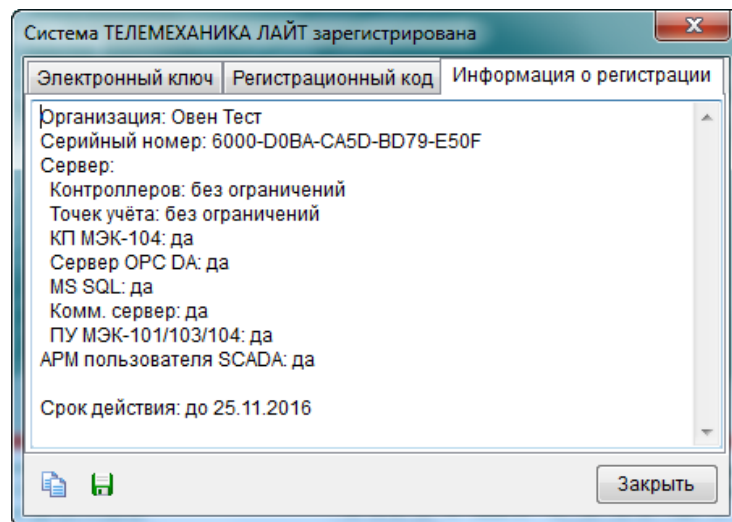 Система ТЕЛЕМЕХАНИКА ЛАЙТ зарегистрирована
Электронный ключ Регистрационный код Информация о регистрации
Организация: Овен Тест
Серийный номер: 6000-D0BA-CA5D-BD79-E50F
Сервер:
Контроллеров: без ограничений
Точек учёта: без ограничений
КП МЭК-104: да
Сервер OPC DA: да
MS SQL: да
Комм. сервер: да
ПУ МЭК-101/103/104: да
АРМ пользователя SCADA: да
Срок действия: до 25.11.2016
Закрыть